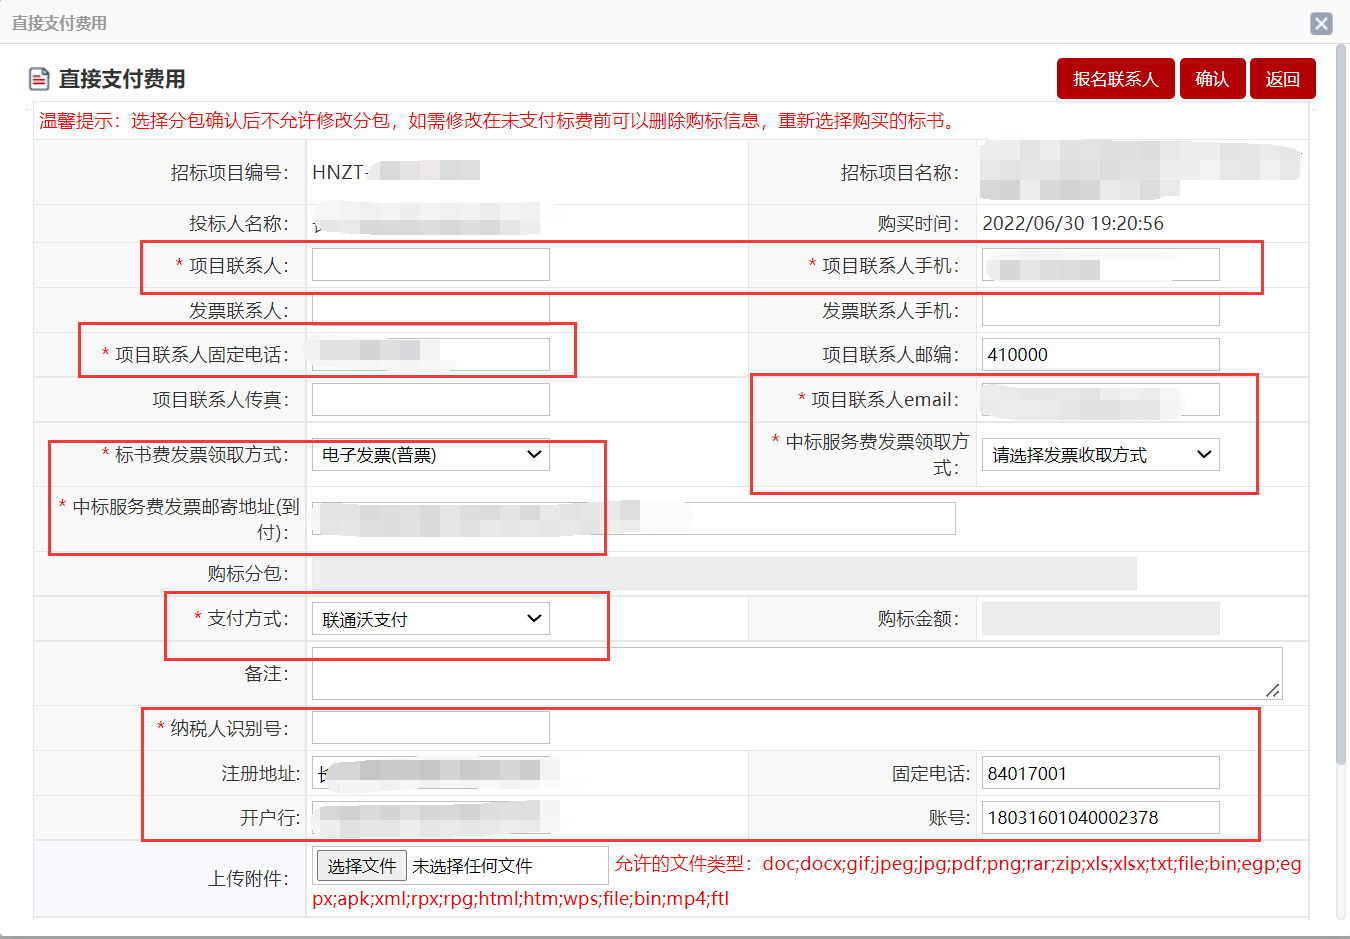 直接支付费用
直接支付费用
报名联系人 确认 返回
温馨提示：选择分包确认后不允许修改分包，如需修改在未支付标费前可以删除购标信息，重新选择购买的标书。
招标项目编号： HNZT- 招标项目名称：
投标人名称： 购买时间： 2022/06/30 19:20:56
* 项目联系人： * 项目联系人手机：
发票联系人： 发票联系人手机：
* 项目联系人固定电话： 项目联系人邮编： 410000
项目联系人传真： * 项目联系人email：
* 标书费发票领取方式： 电子发票(普票) * 中标服务费发票领取方
式： 请选择发票收取方式
* 中标服务费发票邮寄地址(到
付)：
购标分包：
* 支付方式： 联通沃支付 购标金额：
备注：
* 纳税人识别号：
注册地址: 固定电话: 84017001
开户行: 账号: 18031601040002378
上传附件： 选择文件 未选择任何文件 允许的文件类型：doc;docx;gif;jpeg;jpg;pdf;png;rar;zip;xls;xlsx;txt;file;bin;egp;eg
px;apk;xml;rpx;rpg;html;htm;wps;file;bin;mp4;ftl